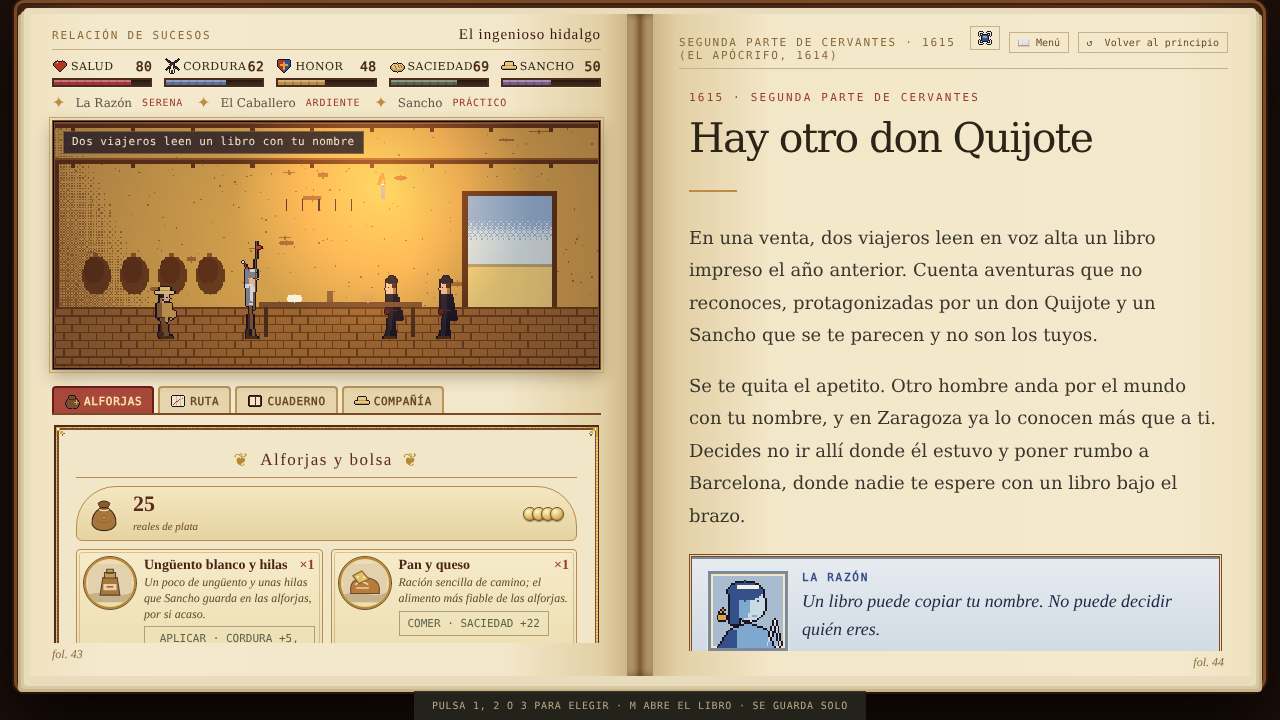 RELACIÓN DE SUCESOS
El ingenioso hidalgo
SALUD 80
CORDURA 62
HONOR 48
SACIEDAD 69
SANCHO 50
La Razón SERENA
El Caballero ARDIENTE
Sancho PRÁCTICO
Dos viajeros leen un libro con tu nombre
ALFORJAS
RUTA
CUADERNO
COMPAÑÍA
Alforjas y bolsa
25
reales de plata
Ungüento blanco y hilas ×1
Un poco de ungüento y unas hilas
que Sancho guarda en las alforjas,
por si acaso.
APLICAR · CORDURA +5,
Pan y queso ×1
Ración sencilla de camino; el
alimento más fiable de las alforjas.
COMER · SACIEDAD +22
fol. 43
SEGUNDA PARTE DE CERVANTES · 1615
(EL APÓCRIFO, 1614)
Menú
↺ Volver al principio
1615 · SEGUNDA PARTE DE CERVANTES
Hay otro don Quijote
En una venta, dos viajeros leen en voz alta un libro
impreso el año anterior. Cuenta aventuras que no
reconoces, protagonizadas por un don Quijote y un
Sancho que se te parecen y no son los tuyos.
Se te quita el apetito. Otro hombre anda por el mundo
con tu nombre, y en Zaragoza ya lo conocen más que a ti.
Decides no ir allí donde él estuvo y poner rumbo a
Barcelona, donde nadie te espere con un libro bajo el
brazo.
LA RAZÓN
Un libro puede copiar tu nombre. No puede decidir
quién eres.
fol. 44
PULSA 1, 2 O 3 PARA ELEGIR · M ABRE EL LIBRO · SE GUARDA SOLO